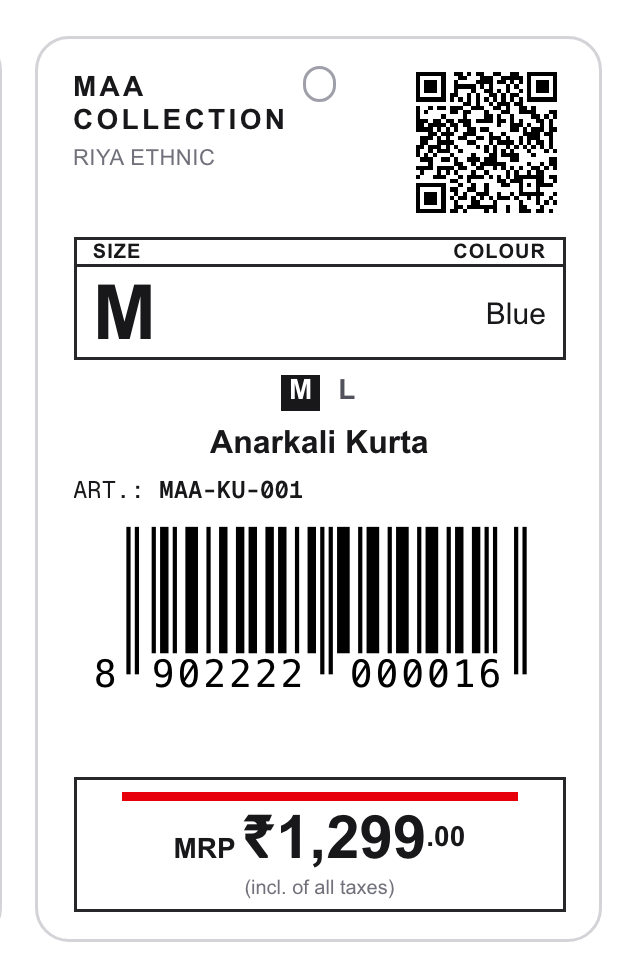 MAA
COLLECTION
RIYA ETHNIC
SIZE COLOUR
M Blue
M L
Anarkali Kurta
ART.: MAA-KU-001
8 902222 000016
MRP ₹1,299.00
(incl. of all taxes)